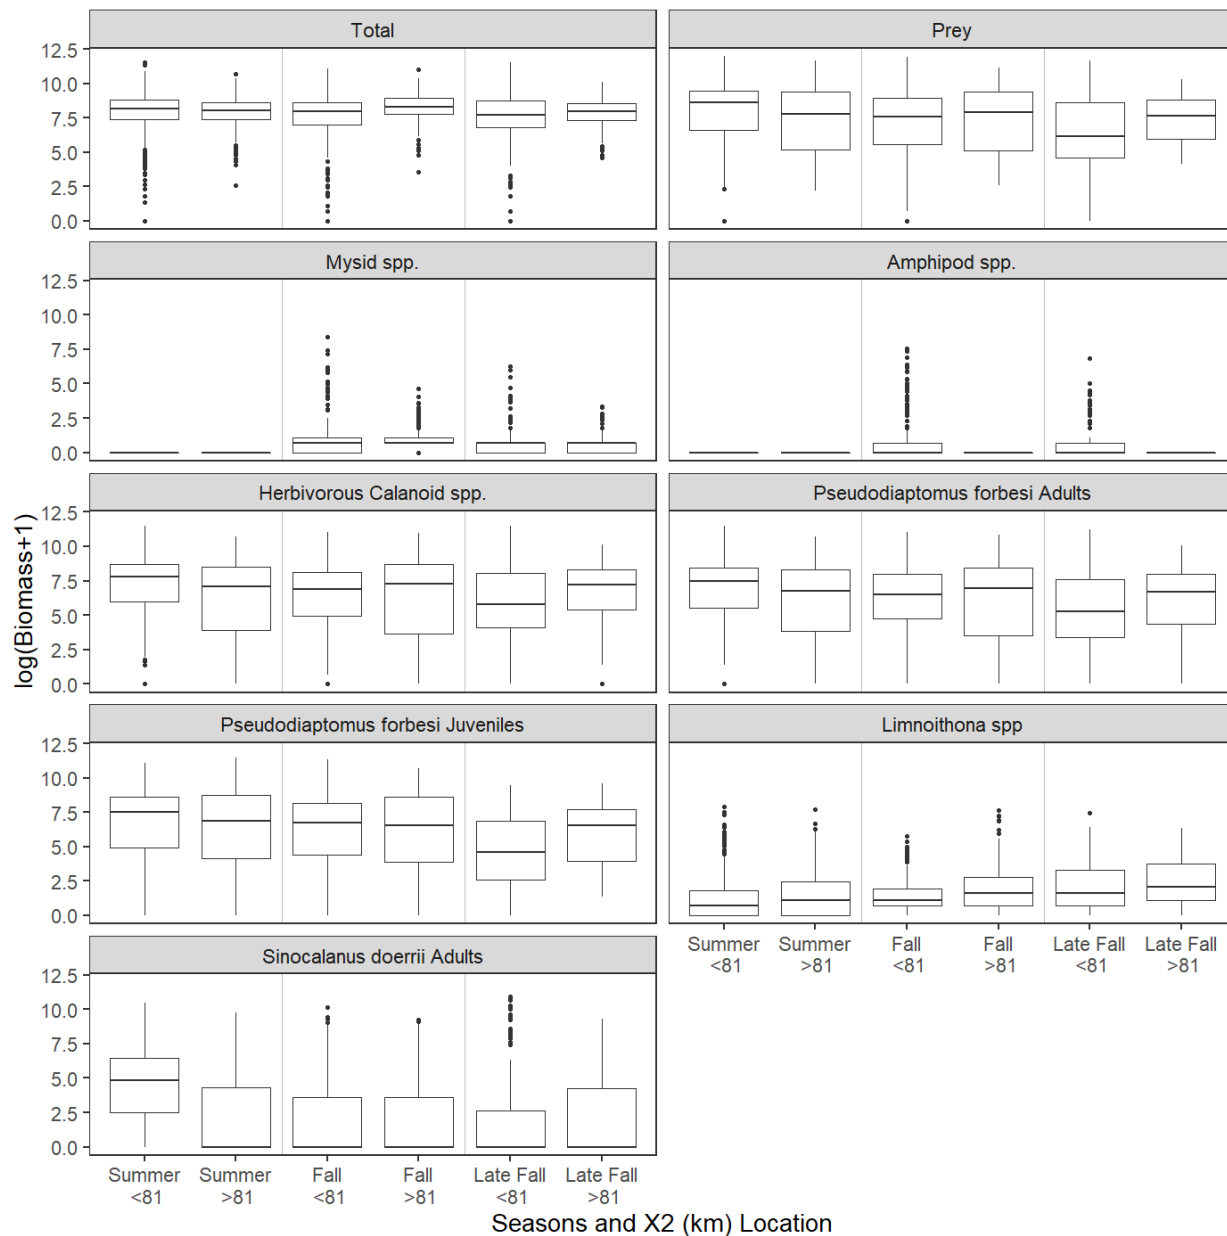 Total
Prey
12.5
10.0
7.5
5.0
2.5
0.0
Mysid spp.
Amphipod spp.
12.5
10.0
7.5
5.0
2.5
0.0
Herbivorous Calanoid spp.
Pseudodiaptomus forbesi Adults
12.5
10.0
7.5
5.0
2.5
0.0
Pseudodiaptomus forbesi Juveniles
Limnoithona spp
12.5
10.0
7.5
5.0
2.5
0.0
Summer <81
Summer >81
Fall <81
Fall >81
Late Fall <81
Late Fall >81
Sinocalanus doerrii Adults
12.5
10.0
7.5
5.0
2.5
0.0
Summer <81
Summer >81
Fall <81
Fall >81
Late Fall <81
Late Fall >81
log(Biomass+1)
Seasons and X2 (km) Location